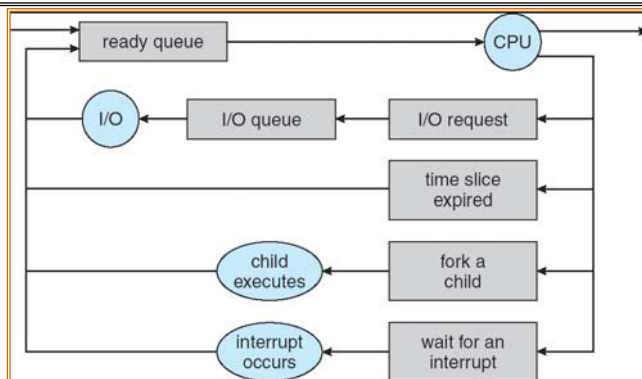 ready queue
CPU
I/O
I/O queue
I/O request
time slice
expired
child
executes
fork a
child
interrupt
occurs
wait for an
interrupt